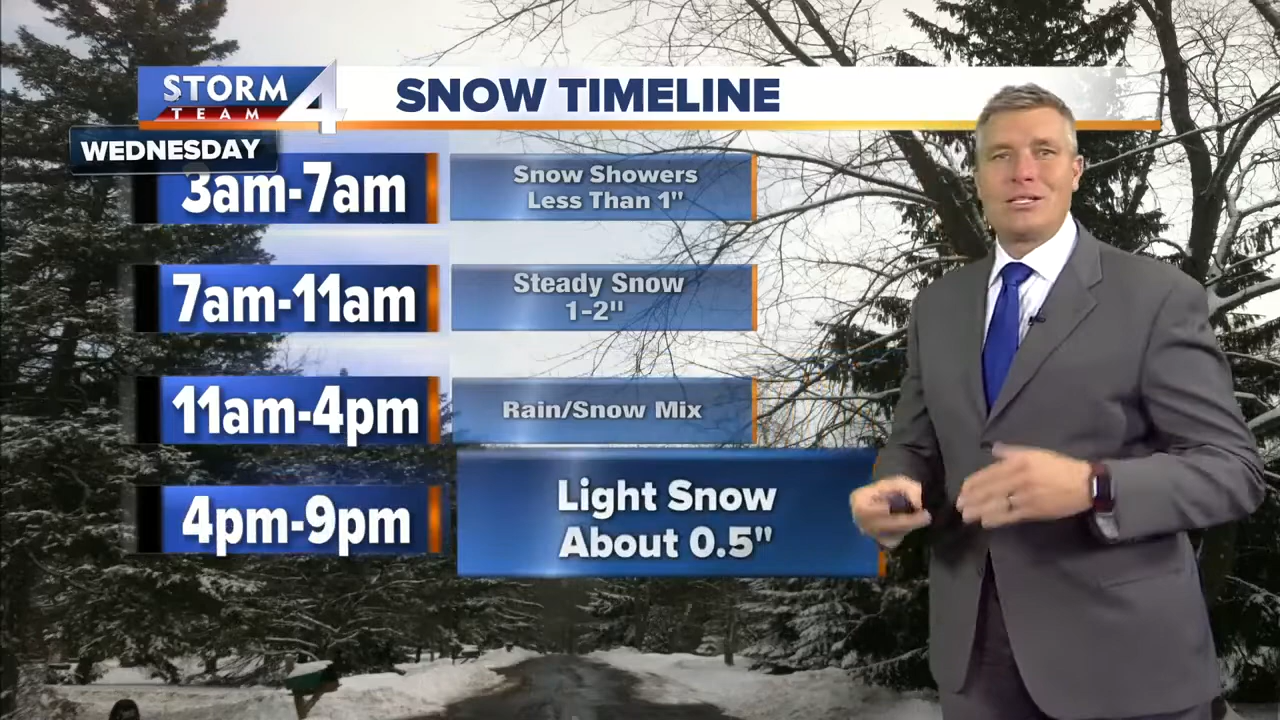 STORM
TEAM
4
SNOW TIMELINE
WEDNESDAY
3am-7am
Snow Showers
Less Than 1"
7am-11am
Steady Snow
1-2"
11am-4pm
Rain/Snow Mix
4pm-9pm
Light Snow
About 0.5"